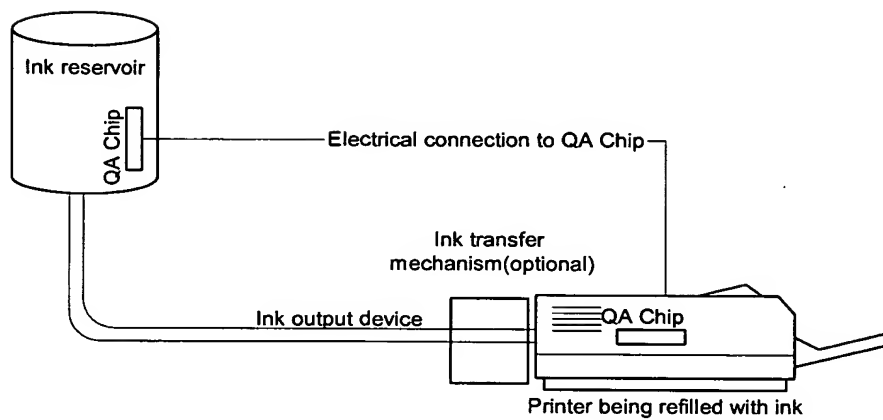 Ink reservoir
QA Chip
Electrical connection to QA Chip
Ink transfer
mechanism(optional)
Ink output device
QA Chip
Printer being refilled with ink